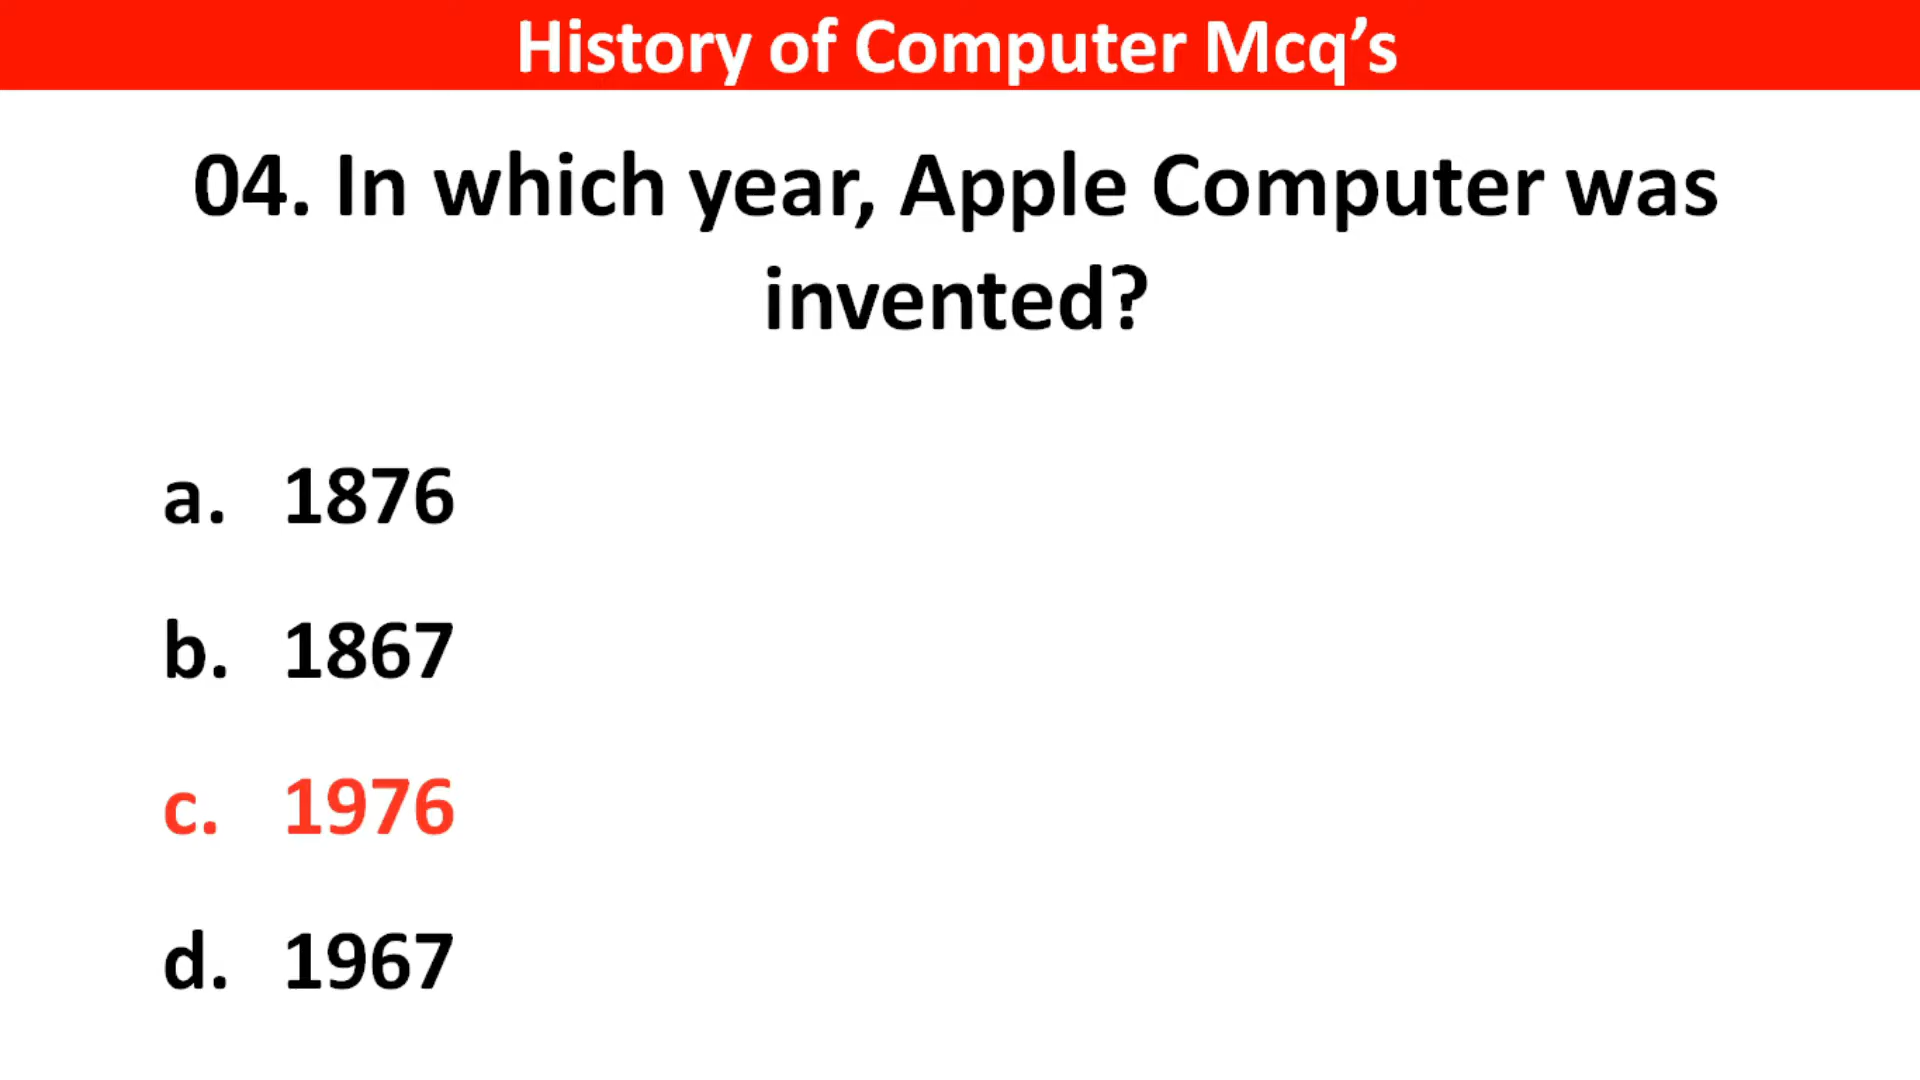 History of Computer Mcq’s
04. In which year, Apple Computer was
invented?
a. 1876
b. 1867
c. 1976
d. 1967